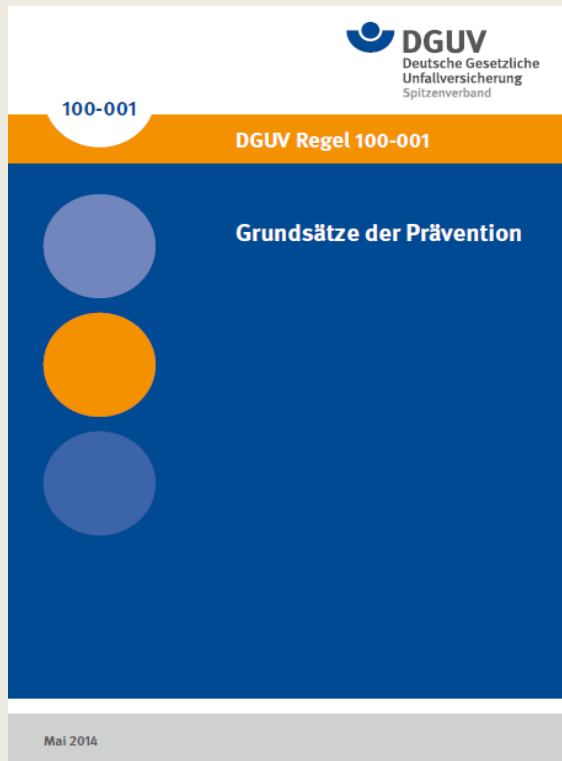 DGUV
Deutsche Gesetzliche
Unfallversicherung
Spitzenverband
100-001
DGUV Regel 100-001
Grundsätze der Prävention
Mai 2014